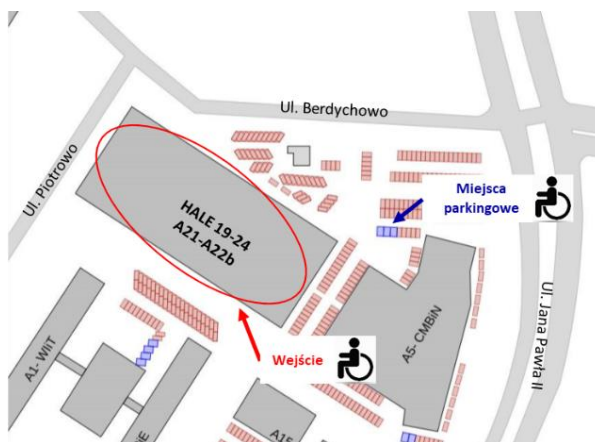 Ul. Berdychowo
Ul. Piotrowo
Miejsca
parkingowe
HALE 19-24
A21-A22b
Ul. Jana Pawła II
A5- CMBiN
Wejście
A1- WIIT
A15